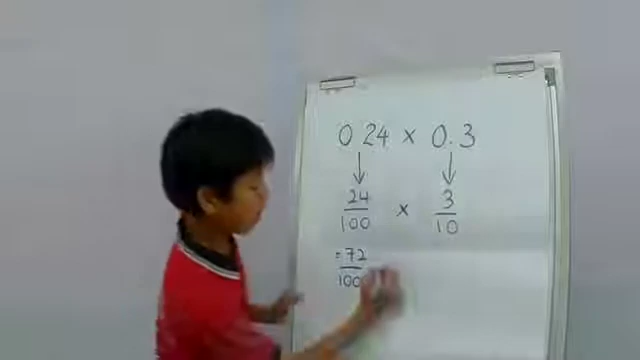 0.24 × 0.3
24/100 × 3/10
= 72/100